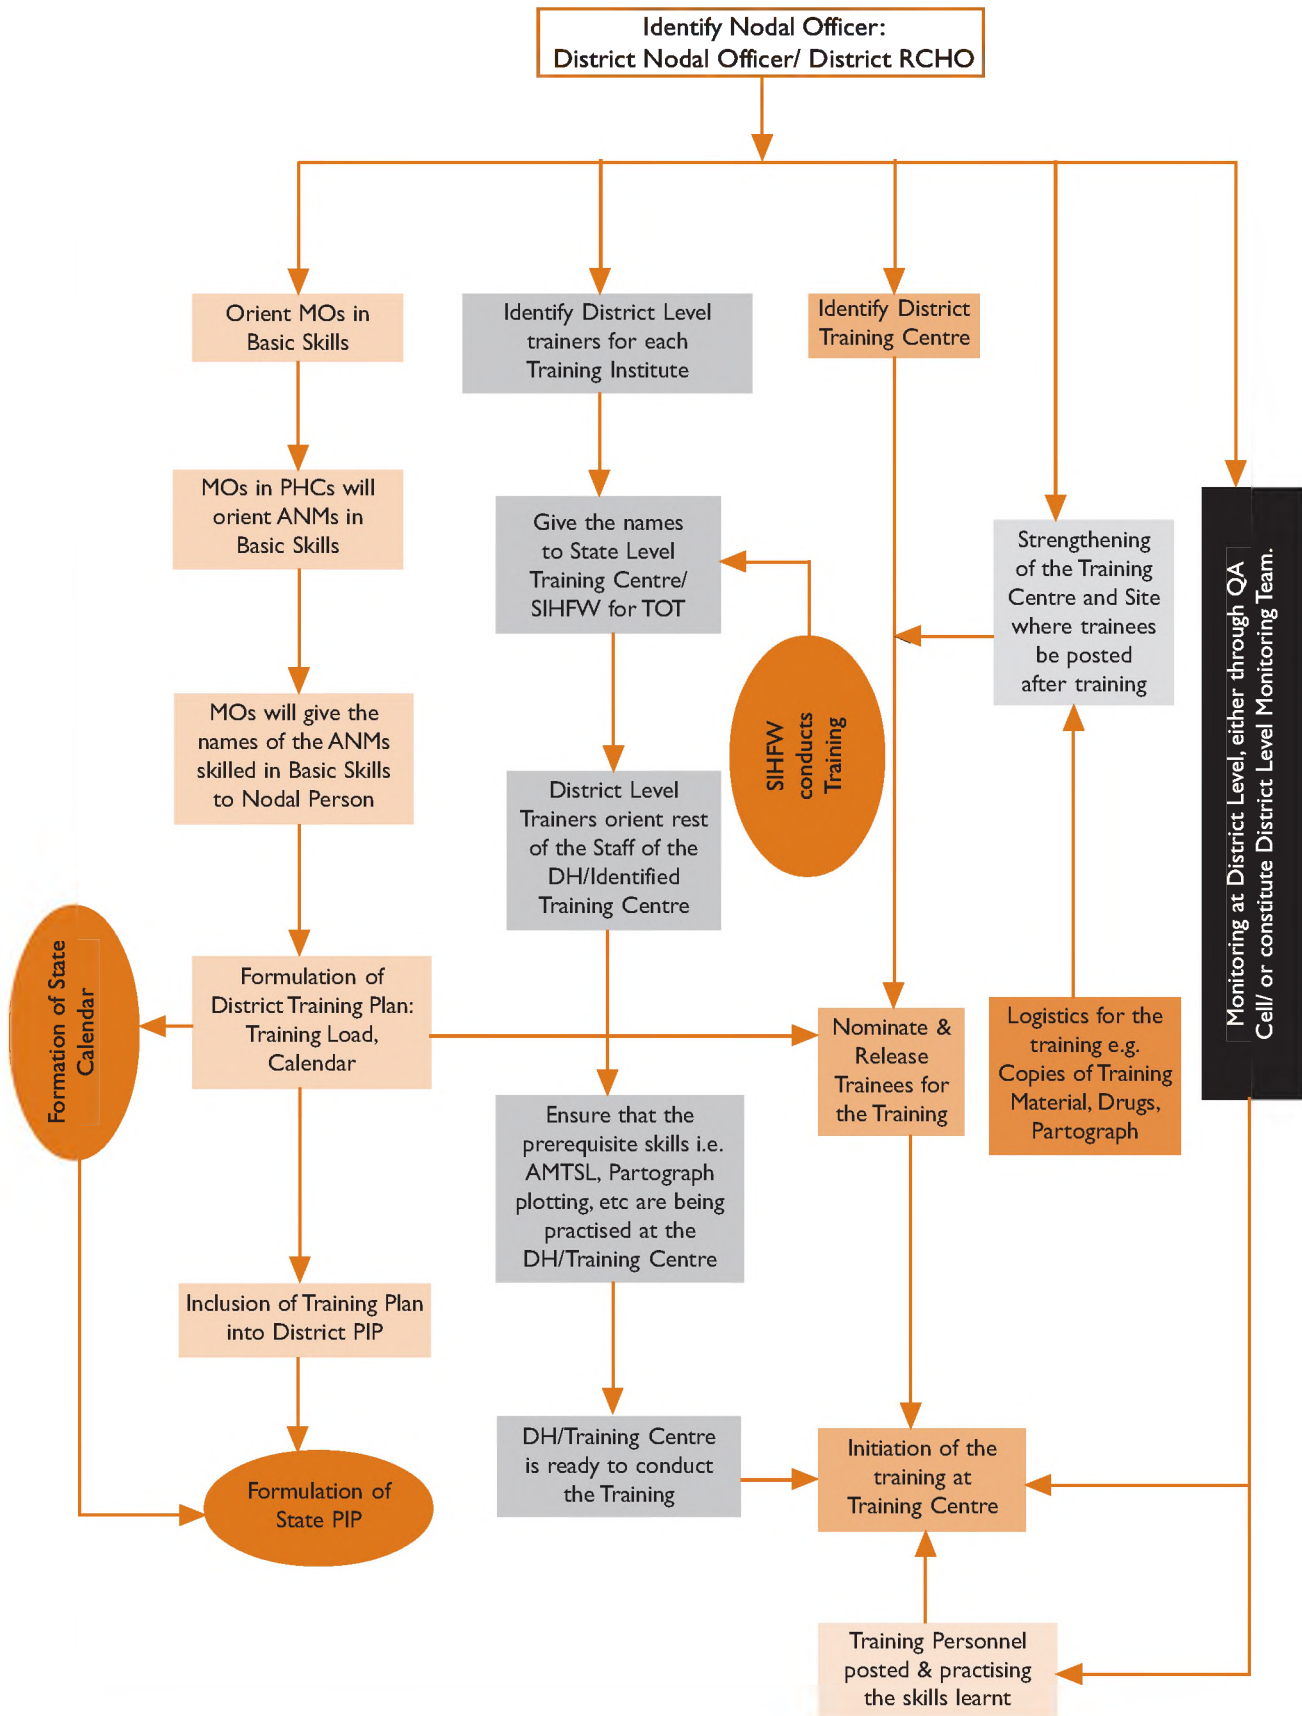 Identify Nodal Officer:
District Nodal Officer/ District RCHO
Orient MOs in
Basic Skills
Identify District Level
trainers for each
Training Institute
Identify District
Training Centre
MOs in PHCs will
orient ANMs in
Basic Skills
Give the names
to State Level
Training Centre/
SIHFW for TOT
Strengthening
of the Training
Centre and Site
where trainees
be posted
after training
Monitoring at District Level, either through QA
Cell/ or constitute District Level Monitoring Team.
SIHFW
conducts
Training
MOs will give the
names of the ANMs
skilled in Basic Skills
to Nodal Person
District Level
Trainers orient rest
of the Staff of the
DH/Identified
Training Centre
Formation of State
Calendar
Formulation of
District Training Plan:
Training Load,
Calendar
Nominate &
Release
Trainees for
the Training
Logistics for the
training e.g.
Copies of Training
Material, Drugs,
Partograph
Ensure that the
prerequisite skills i.e.
AMTSL, Partograph
plotting, etc are being
practised at the
DH/Training Centre
Inclusion of Training Plan
into District PIP
DH/Training Centre
is ready to conduct
the Training
Initiation of the
training at
Training Centre
Formulation of
State PIP
Training Personnel
posted & practising
the skills learnt